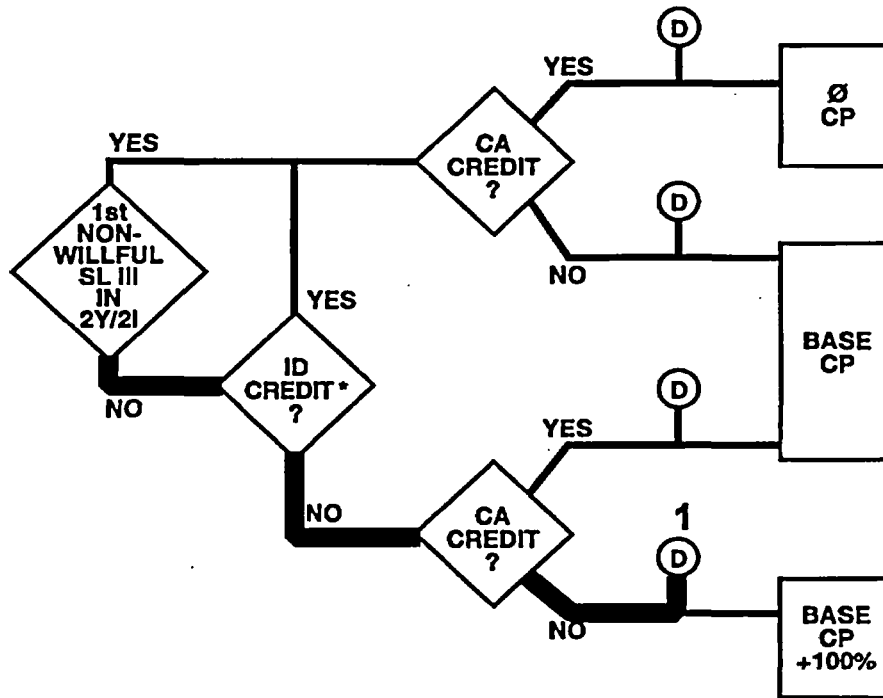 D
YES
Ø
CP
CA
CREDIT
?
YES
1st
NON-
WILLFUL
SL III
IN
2Y/2I
D
NO
YES
BASE
CP
ID
CREDIT*
?
NO
D
YES
NO
CA
CREDIT
?
1
D
NO
BASE
CP
+100%